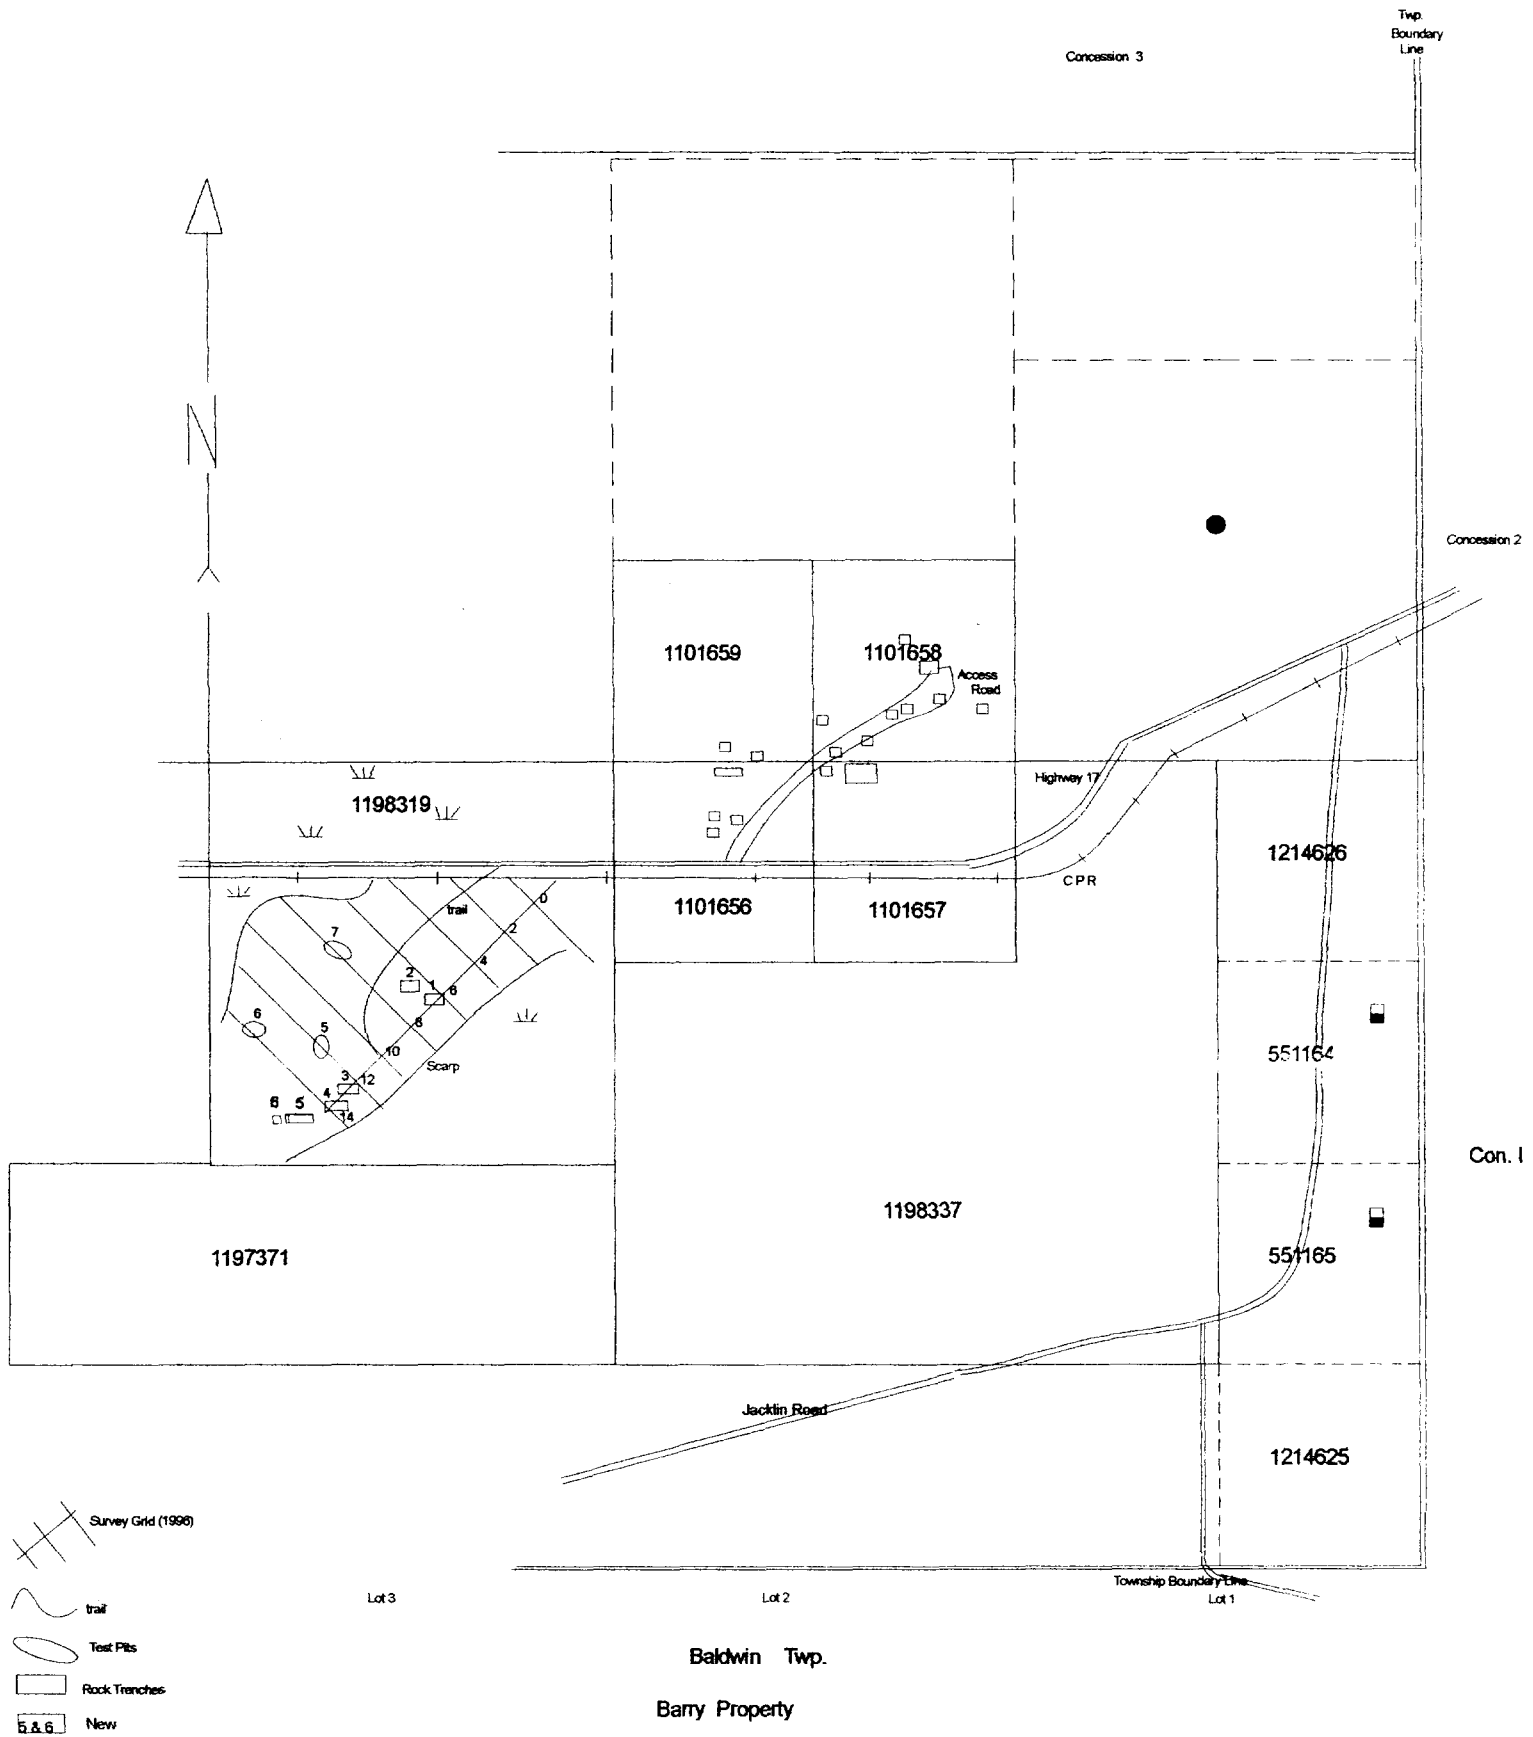 Twp.
Boundary
Line
Concession 3
N
Concession 2
1101659
1101658
Access
Road
Highway 17
1198319
1214626
CPR
1101656
1101657
trail
0
2
4
7
2
1
6
8
6
5
10
Scarp
3
12
4
14
6
5
551164
Con. I
1198337
551165
1197371
Jacklin Road
1214625
Survey Grid (1996)
trail
Test Pits
Rock Trenches
5 & 6 New
Township Boundary Line
Lot 3
Lot 2
Lot 1
Baldwin Twp.
Barry Property